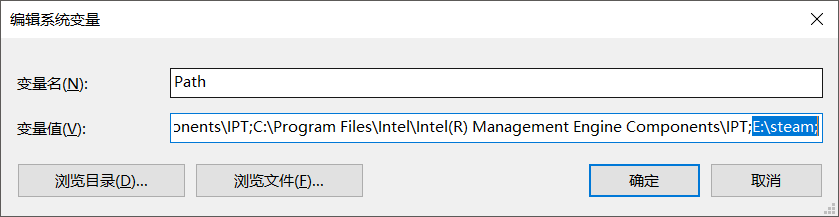 编辑系统变量
变量名(N):
Path
变量值(V):
onents\IPT;C:\Program Files\Intel\Intel(R) Management Engine Components\IPT;E:\steam;
浏览目录(D)...
浏览文件(F)...
确定
取消